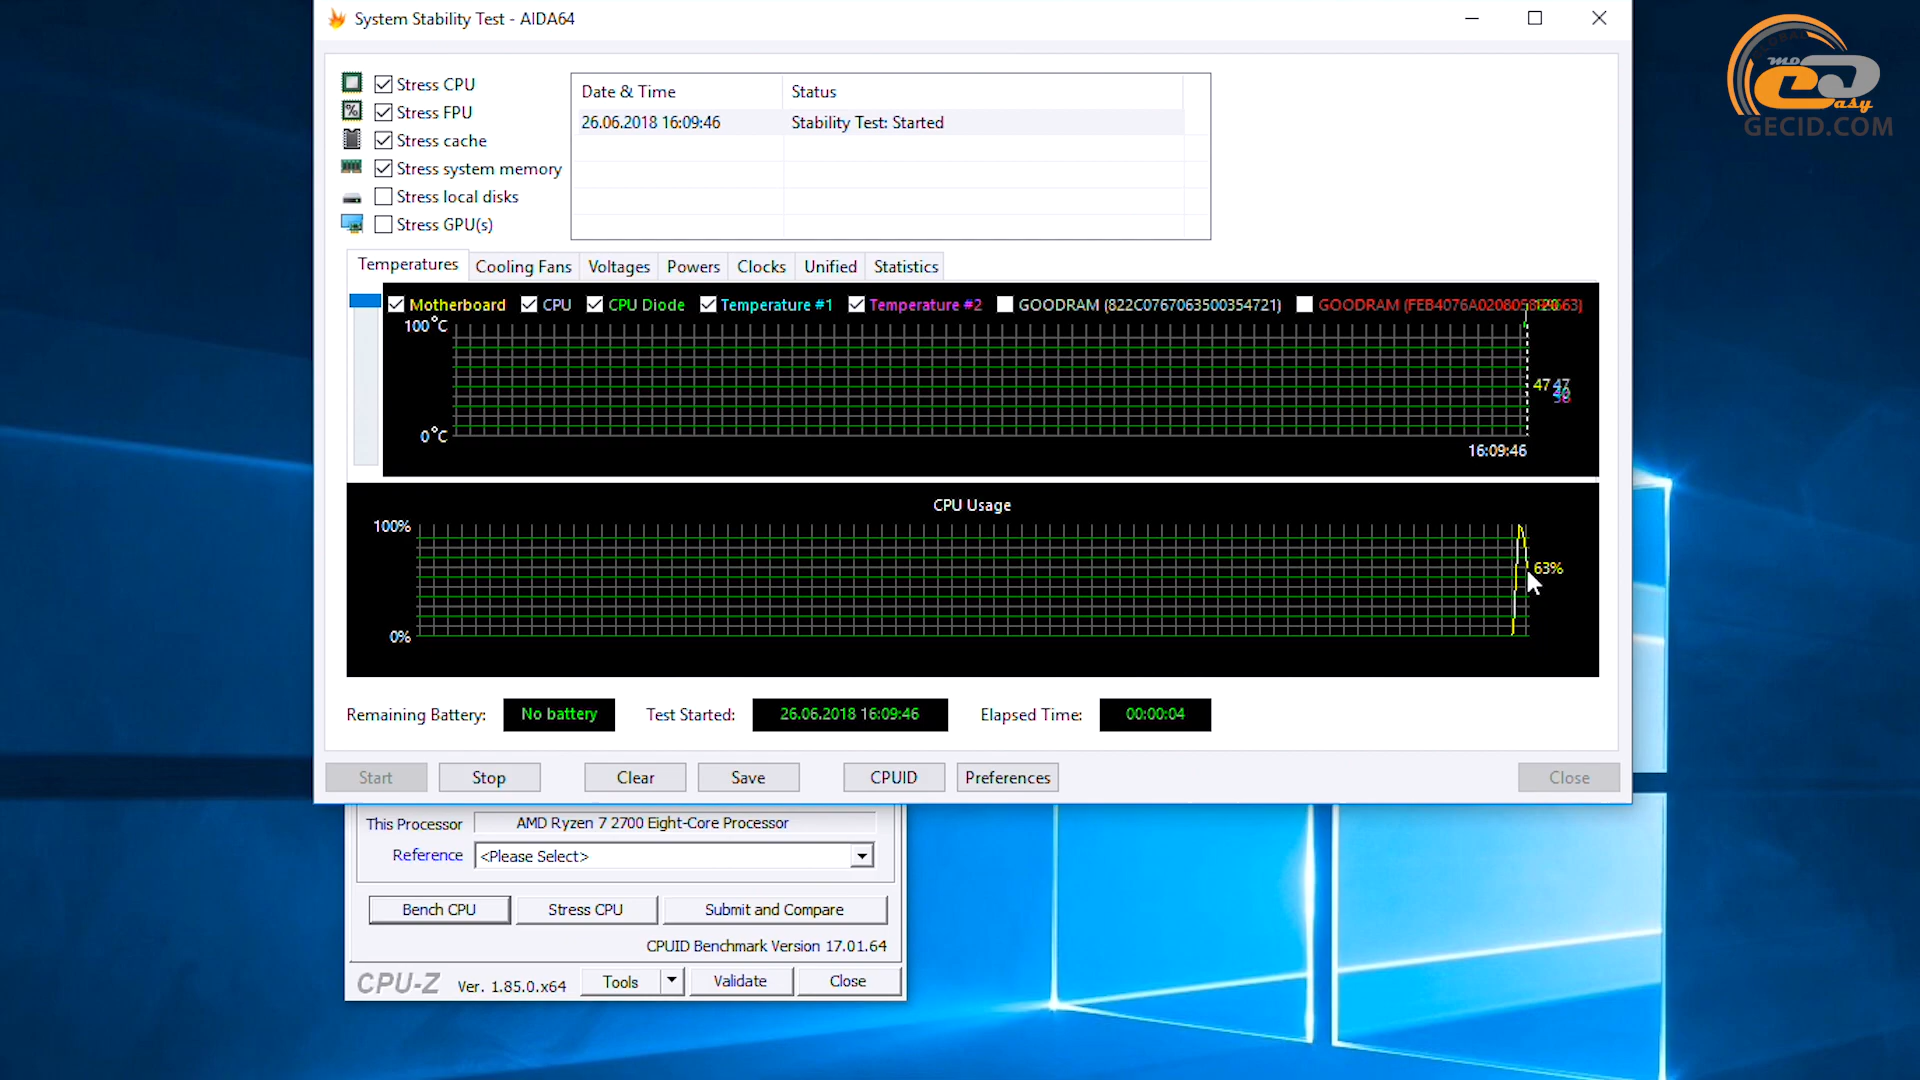 System Stability Test - AIDA64
GECID.COM
Stress CPU
Stress FPU
Stress cache
Stress system memory
Stress local disks
Stress GPU(s)
Date & Time Status
26.06.2018 16:09:46 Stability Test: Started
Temperatures Cooling Fans Voltages Powers Clocks Unified Statistics
Motherboard CPU CPU Diode Temperature #1 Temperature #2 GOODRAM (822C0767063500354721) GOODRAM
100°C
47 47
0°C
16:09:46
CPU Usage
100%
63%
0%
Remaining Battery: No battery Test Started: 26.06.2018 16:09:46 Elapsed Time: 00:00:04
Start Stop Clear Save CPUID Preferences Close
This Processor AMD Ryzen 7 2700 Eight-Core Processor
Reference <Please Select>
Bench CPU Stress CPU Submit and Compare
CPUID Benchmark Version 17.01.64
CPU-Z Ver. 1.85.0.x64 Tools Validate Close